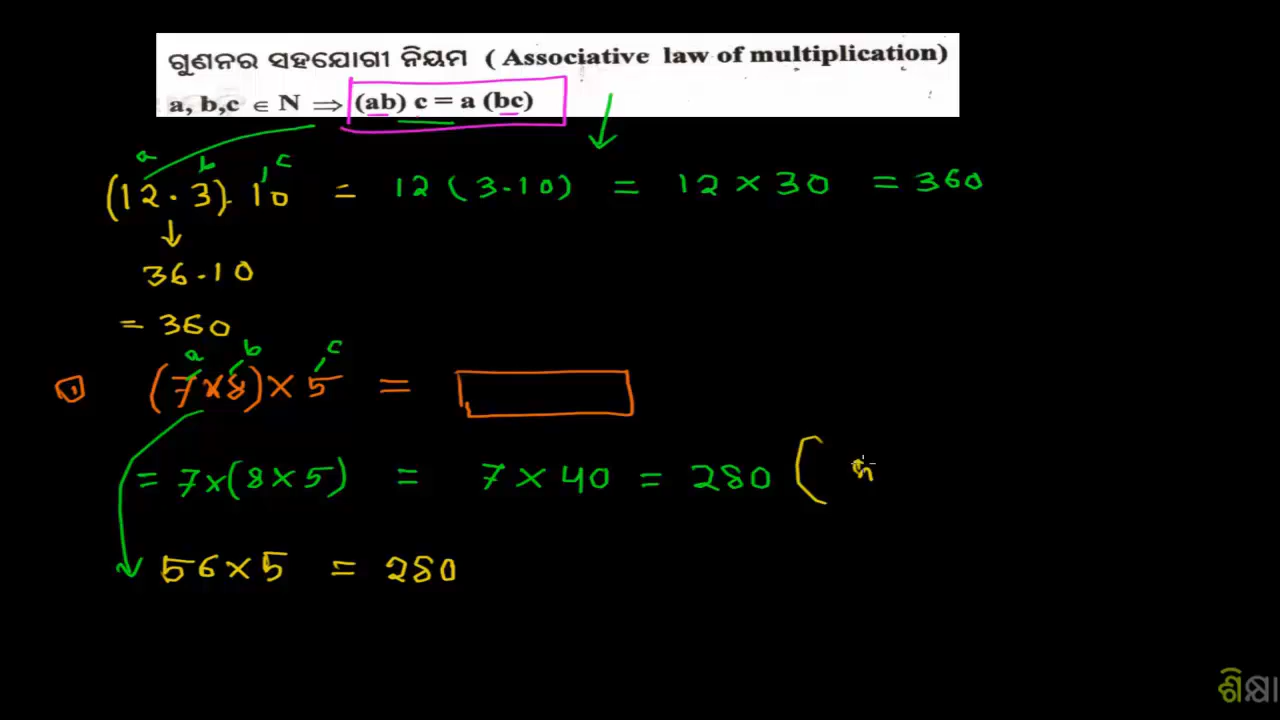 ଗୁଣନର ସହଯୋଗୀ ନିୟମ ( Associative law of multiplication)
a, b,c ∈ N ⟹ (ab) c = a (bc)
a b c
(12 · 3) · 10 = 12 ( 3 · 10) = 12 × 30 = 360
36 · 10
= 360
a b c
(7 × 8) × 5 =
= 7 × (8 × 5) = 7 × 40 = 280 (
56 × 5 = 280
ଶିକ୍ଷା